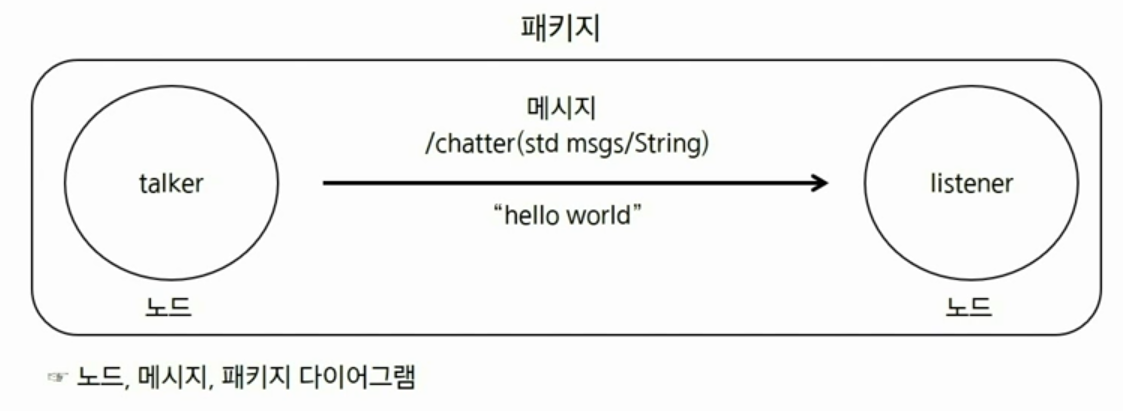 패키지
메시지
/chatter(std msgs/String)
talker
listener
“hello world”
노드
노드
☞ 노드, 메시지, 패키지 다이어그램